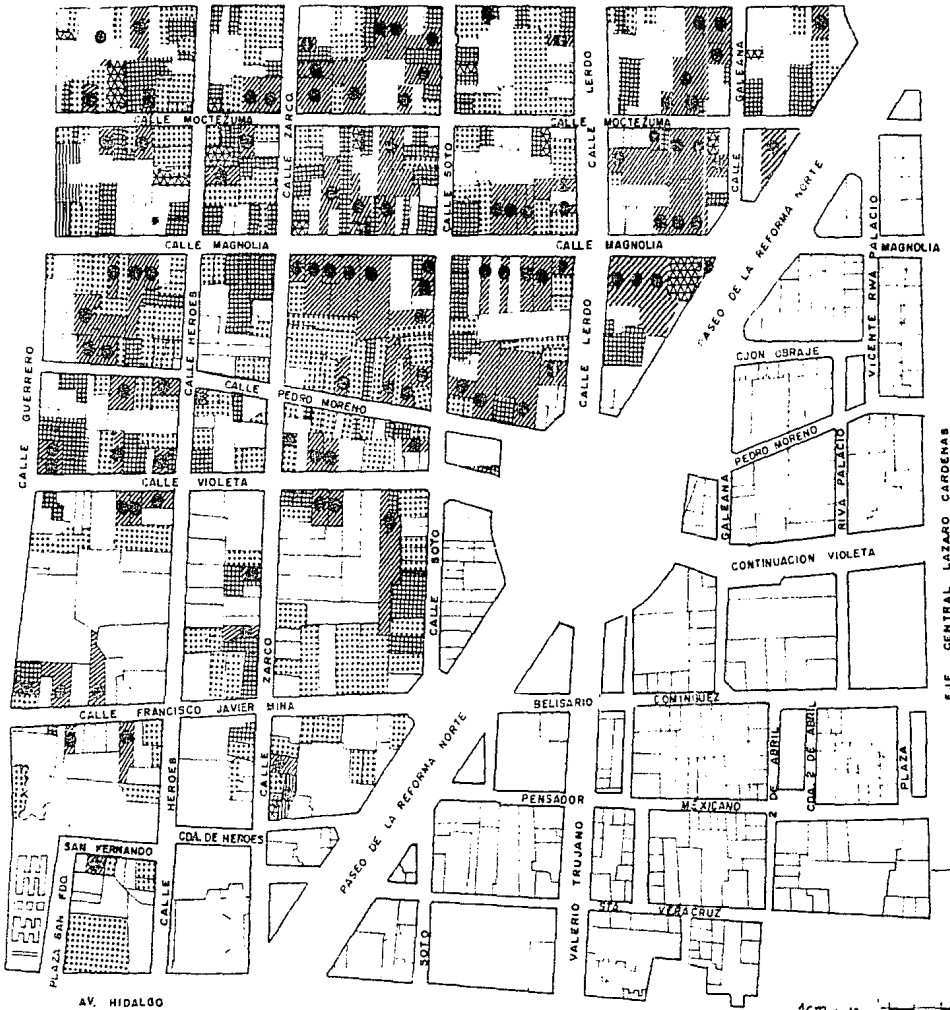 CALLE MOCTEZUMA
CALLE MOCTEZUMA
CALLE ZARCO
LERDO
GALEANA
CALLE SOTO
CALLE
CALLE
PASEO DE LA REFORMA NORTE
CALLE MAGNOLIA
CALLE MAGNOLIA
MAGNOLIA
VICENTE RIVA PALACIO
CALLE HEROES
CALLE LERDO
CJON OBRAJE
CALLE GUERRERO
CALLE PEDRO MORENO
PEDRO MORENO
CALLE VIOLETA
GALEANA
RIVA PALACIO
CONTINUACION VIOLETA
EJE CENTRAL LAZARO CARDENAS
CALLE SOTO
ZARCO
CALLE FRANCISCO JAVIER MINA
BELISARIO
DOMINGUEZ
HEROES
CALLE
PASEO DE LA REFORMA NORTE
2 DE ABRIL
CDA. 2 DE ABRIL
PLAZA
PENSADOR
MEXICANO
CDA. DE HEROES
SAN FERNANDO
PLAZA SAN FDO.
CALLE
SOTO
VALERIO TRUJANO
STA.
VERACRUZ
AV. HIDALGO